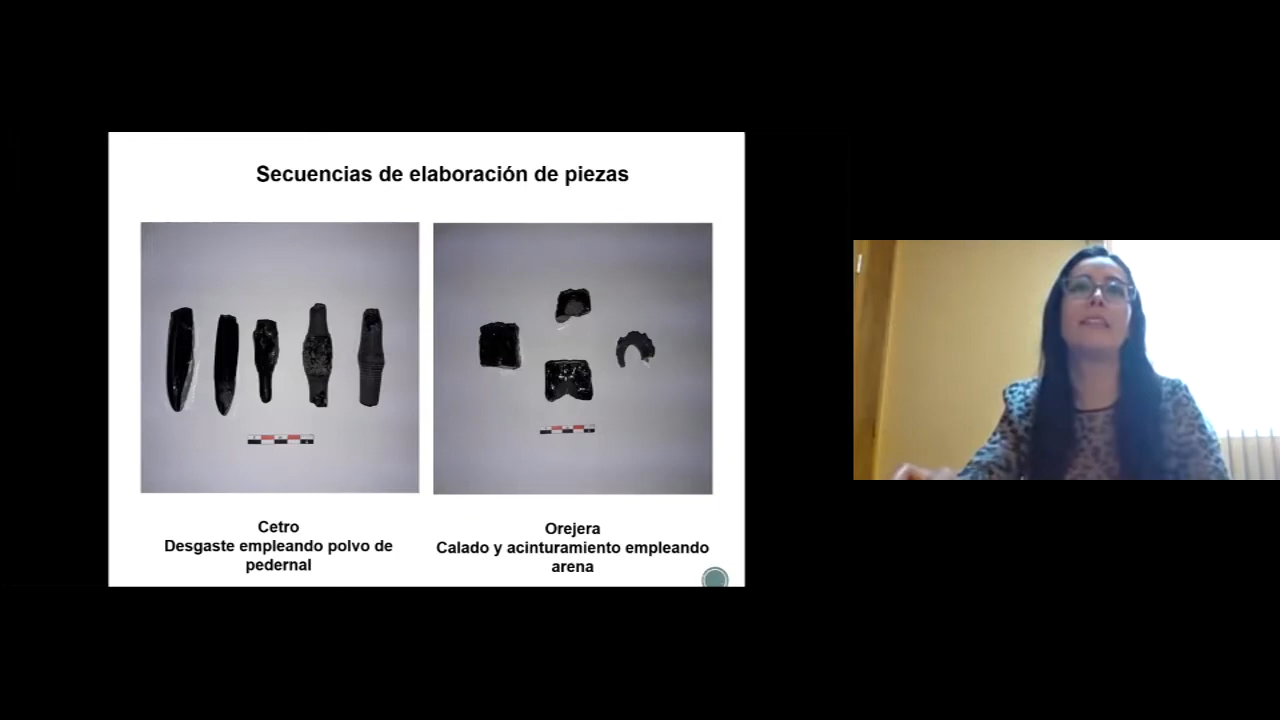 Secuencias de elaboración de piezas
Cetro
Desgaste empleando polvo de
pedernal
Orejera
Calado y acinturamiento empleando
arena